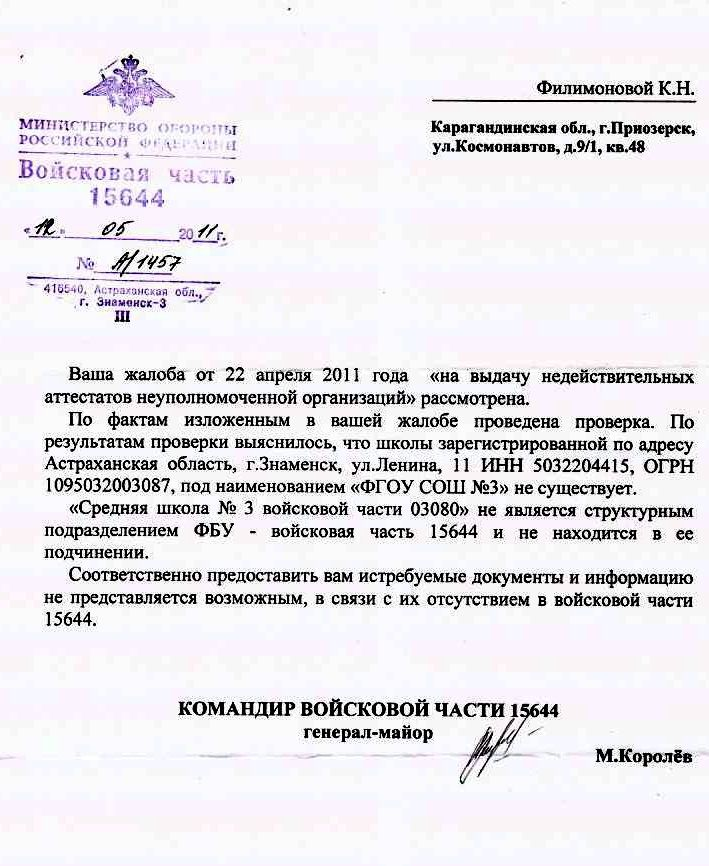 Филимоновой К.Н.
Карагандинская обл., г.Приозерск,
ул.Космонавтов, д.9/1, кв.48
МИНИСТЕРСТВО ОБОРОНЫ
РОССИЙСКОЙ ФЕДЕРАЦИИ
Войсковая часть
15644
«12» 05 2011г.
№ А/1457
416540, Астраханская обл.,
г. Знаменск-3
III
Ваша жалоба от 22 апреля 2011 года «на выдачу недействительных
аттестатов неуполномоченной организаций» рассмотрена.
По фактам изложенным в вашей жалобе проведена проверка. По
результатам проверки выяснилось, что школы зарегистрированной по адресу
Астраханская область, г.Знаменск, ул.Ленина, 11 ИНН 5032204415, ОГРН
1095032003087, под наименованием «ФГОУ СОШ №3» не существует.
«Средняя школа № 3 войсковой части 03080» не является структурным
подразделением ФБУ - войсковая часть 15644 и не находится в ее
подчинении.
Соответственно предоставить вам истребуемые документы и информацию
не представляется возможным, в связи с их отсутствием в войсковой части
15644.
КОМАНДИР ВОЙСКОВОЙ ЧАСТИ 15644
генерал-майор
М.Королёв